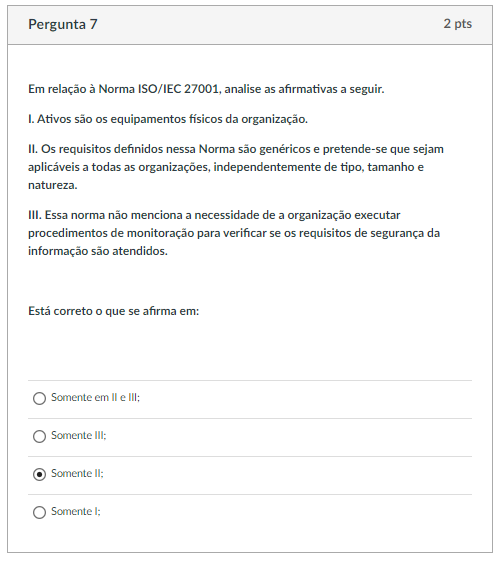 Pergunta 7
2 pts
Em relação à Norma ISO/IEC 27001, analise as afirmativas a seguir.
I. Ativos são os equipamentos físicos da organização.
II. Os requisitos definidos nessa Norma são genéricos e pretende-se que sejam
aplicáveis a todas as organizações, independentemente de tipo, tamanho e
natureza.
III. Essa norma não menciona a necessidade de a organização executar
procedimentos de monitoração para verificar se os requisitos de segurança da
informação são atendidos.
Está correto o que se afirma em:
Somente em II e III;
Somente III;
Somente II;
Somente I;